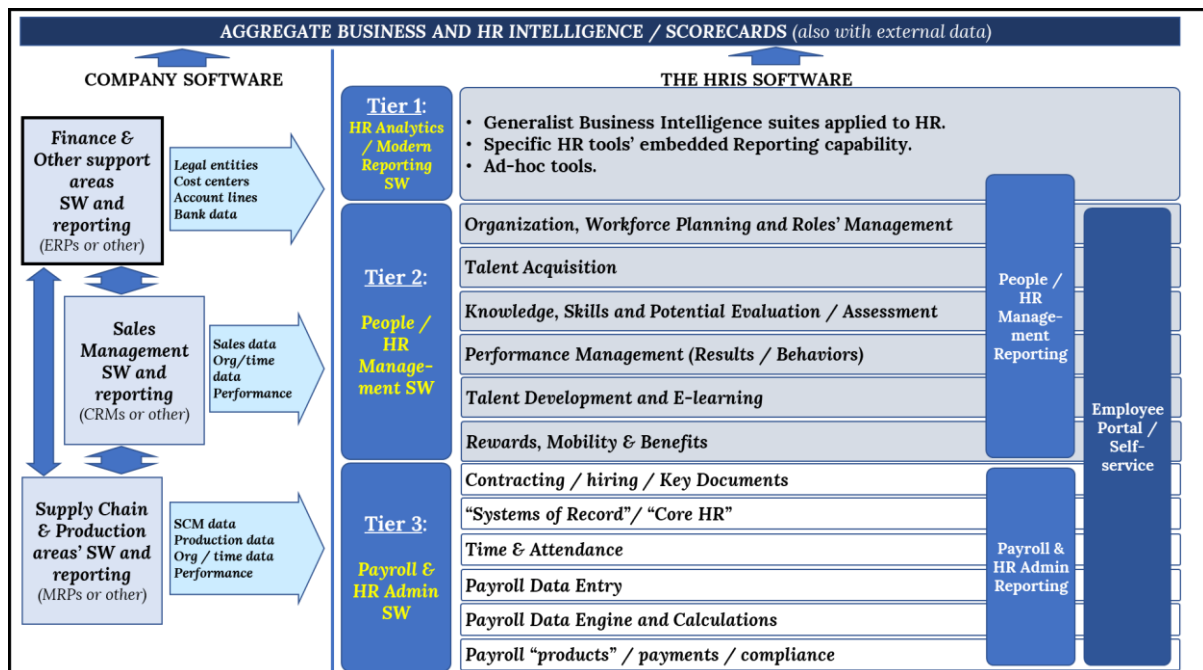 AGGREGATE BUSINESS AND HR INTELLIGENCE / SCORECARDS (also with external data)
COMPANY SOFTWARE
THE HRIS SOFTWARE
Finance &
Other support
areas
SW and
reporting
(ERPs or other)
Legal entities
Cost centers
Account lines
Bank data
Sales
Management
SW and
reporting
(CRMs or other)
Sales data
Org/time
data
Performance
Supply Chain
& Production
areas' SW and
reporting
(MRPs or other)
SCM data
Production data
Org / time data
Performance
Tier 1:
HR Analytics
/ Modern
Reporting
SW
• Generalist Business Intelligence suites applied to HR.
• Specific HR tools' embedded Reporting capability.
• Ad-hoc tools.
Tier 2:
People /
HR
Manage-
ment SW
Organization, Workforce Planning and Roles' Management
Talent Acquisition
Knowledge, Skills and Potential Evaluation / Assessment
Performance Management (Results / Behaviors)
Talent Development and E-learning
Rewards, Mobility & Benefits
Tier 3:
Payroll &
HR Admin
SW
Contracting / hiring / Key Documents
“Systems of Record”/ “Core HR”
Time & Attendance
Payroll Data Entry
Payroll Data Engine and Calculations
Payroll “products” / payments / compliance
People /
HR
Manage-
ment
Reporting
Payroll &
HR Admin
Reporting
Employee
Portal /
Self-
service